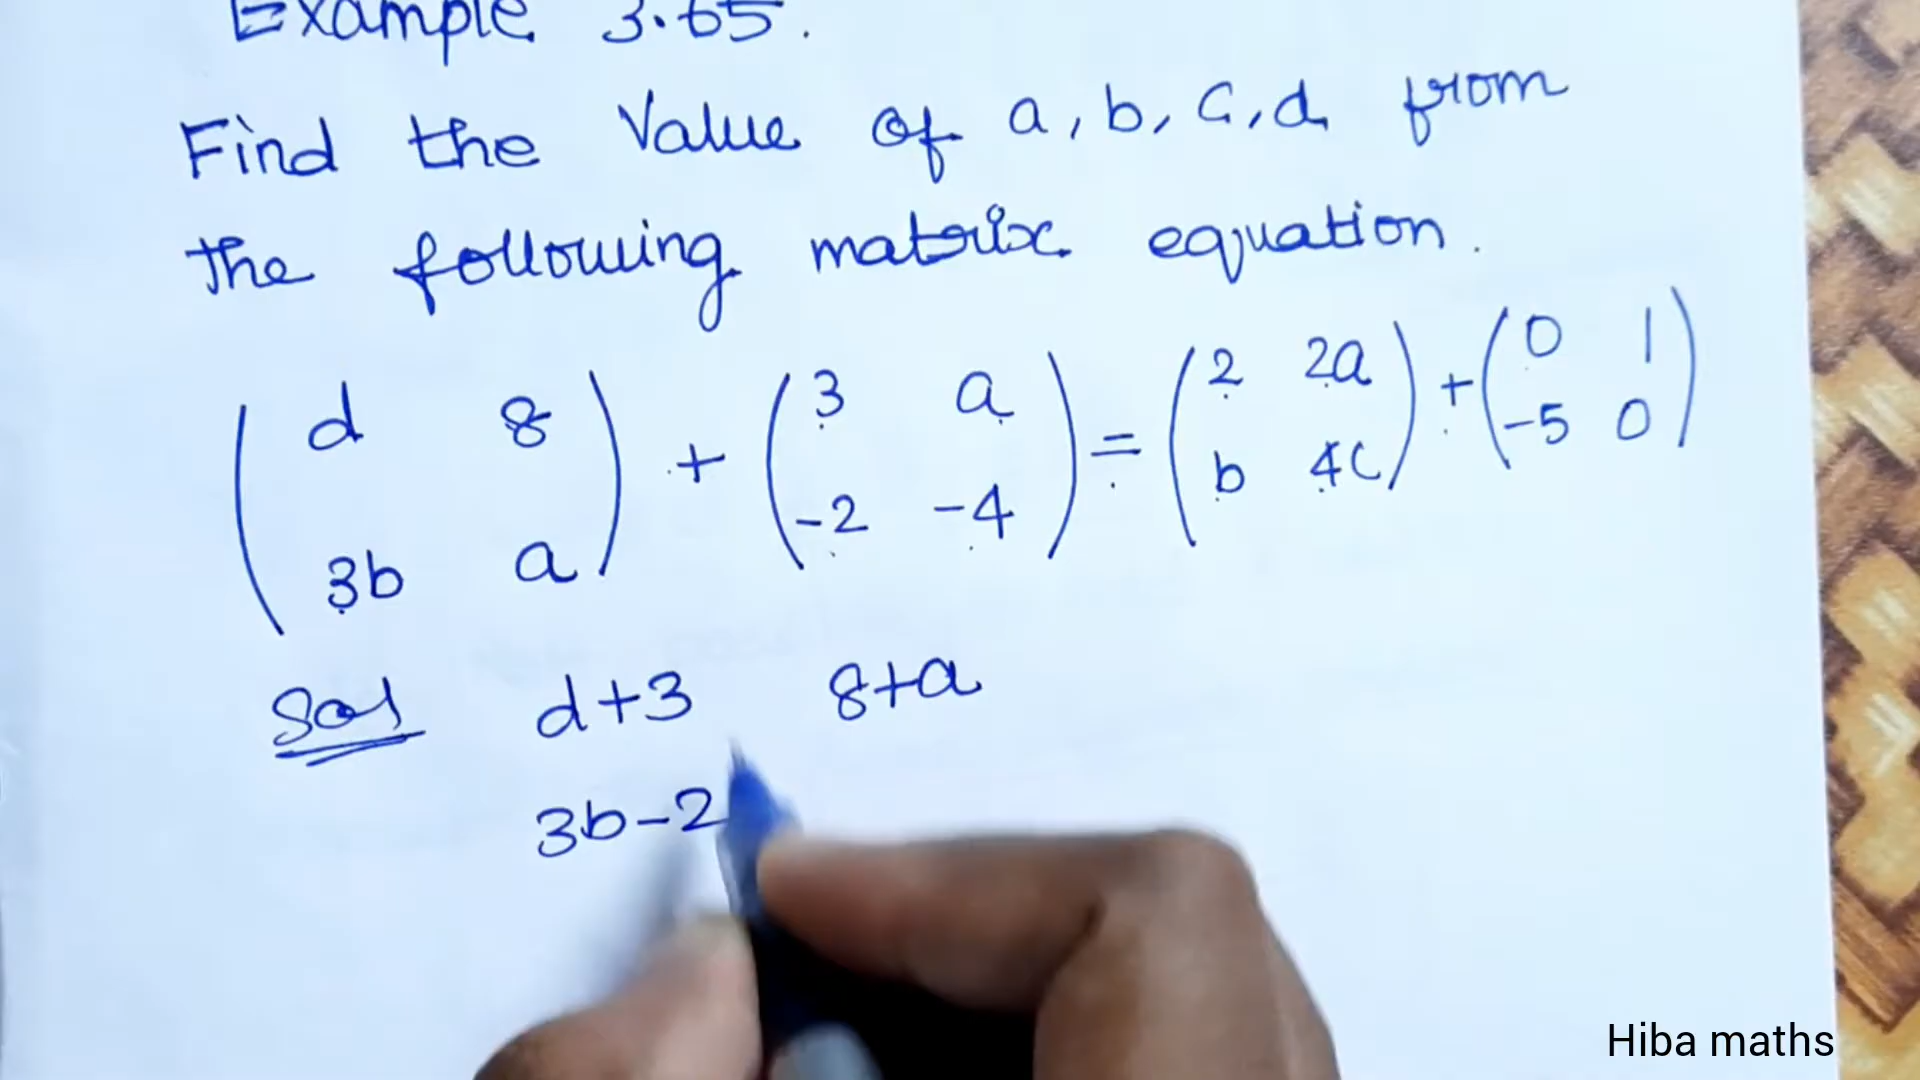 Example 3.65.
Find the Value of a, b, c, d from
the following matrix equation.
( d 8 ) + ( 3 a ) = ( 2 2a ) + ( 0 1 )
( 3b a ) ( -2 -4 ) ( b 4c ) ( -5 0 )
Sol d+3 8+a
3b-2
Hiba maths